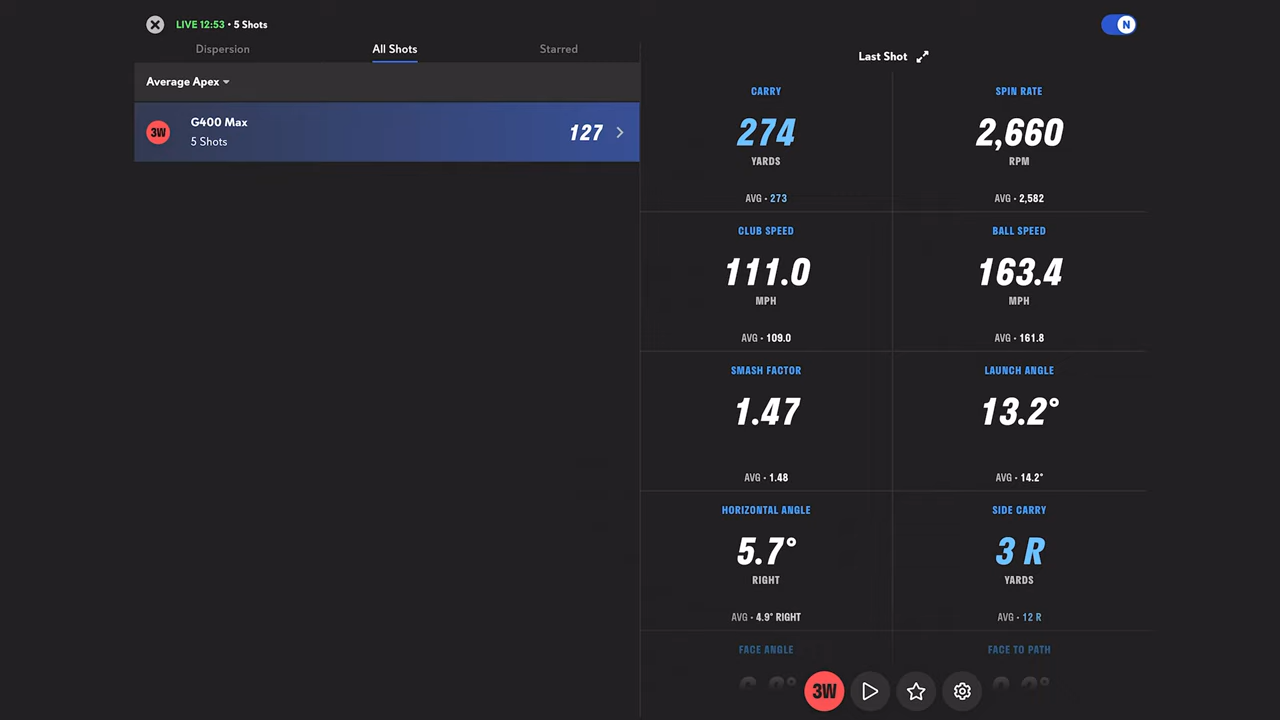 LIVE 12:53 • 5 Shots
N
Dispersion
All Shots
Starred
Average Apex
3W
G400 Max
5 Shots
127
Last Shot
CARRY
274
YARDS
AVG - 273
SPIN RATE
2,660
RPM
AVG - 2,582
CLUB SPEED
111.0
MPH
AVG - 109.0
BALL SPEED
163.4
MPH
AVG - 161.8
SMASH FACTOR
1.47
AVG - 1.48
LAUNCH ANGLE
13.2°
AVG - 14.2°
HORIZONTAL ANGLE
5.7°
RIGHT
AVG - 4.9° RIGHT
SIDE CARRY
3 R
YARDS
AVG - 12 R
FACE ANGLE
FACE TO PATH
3W